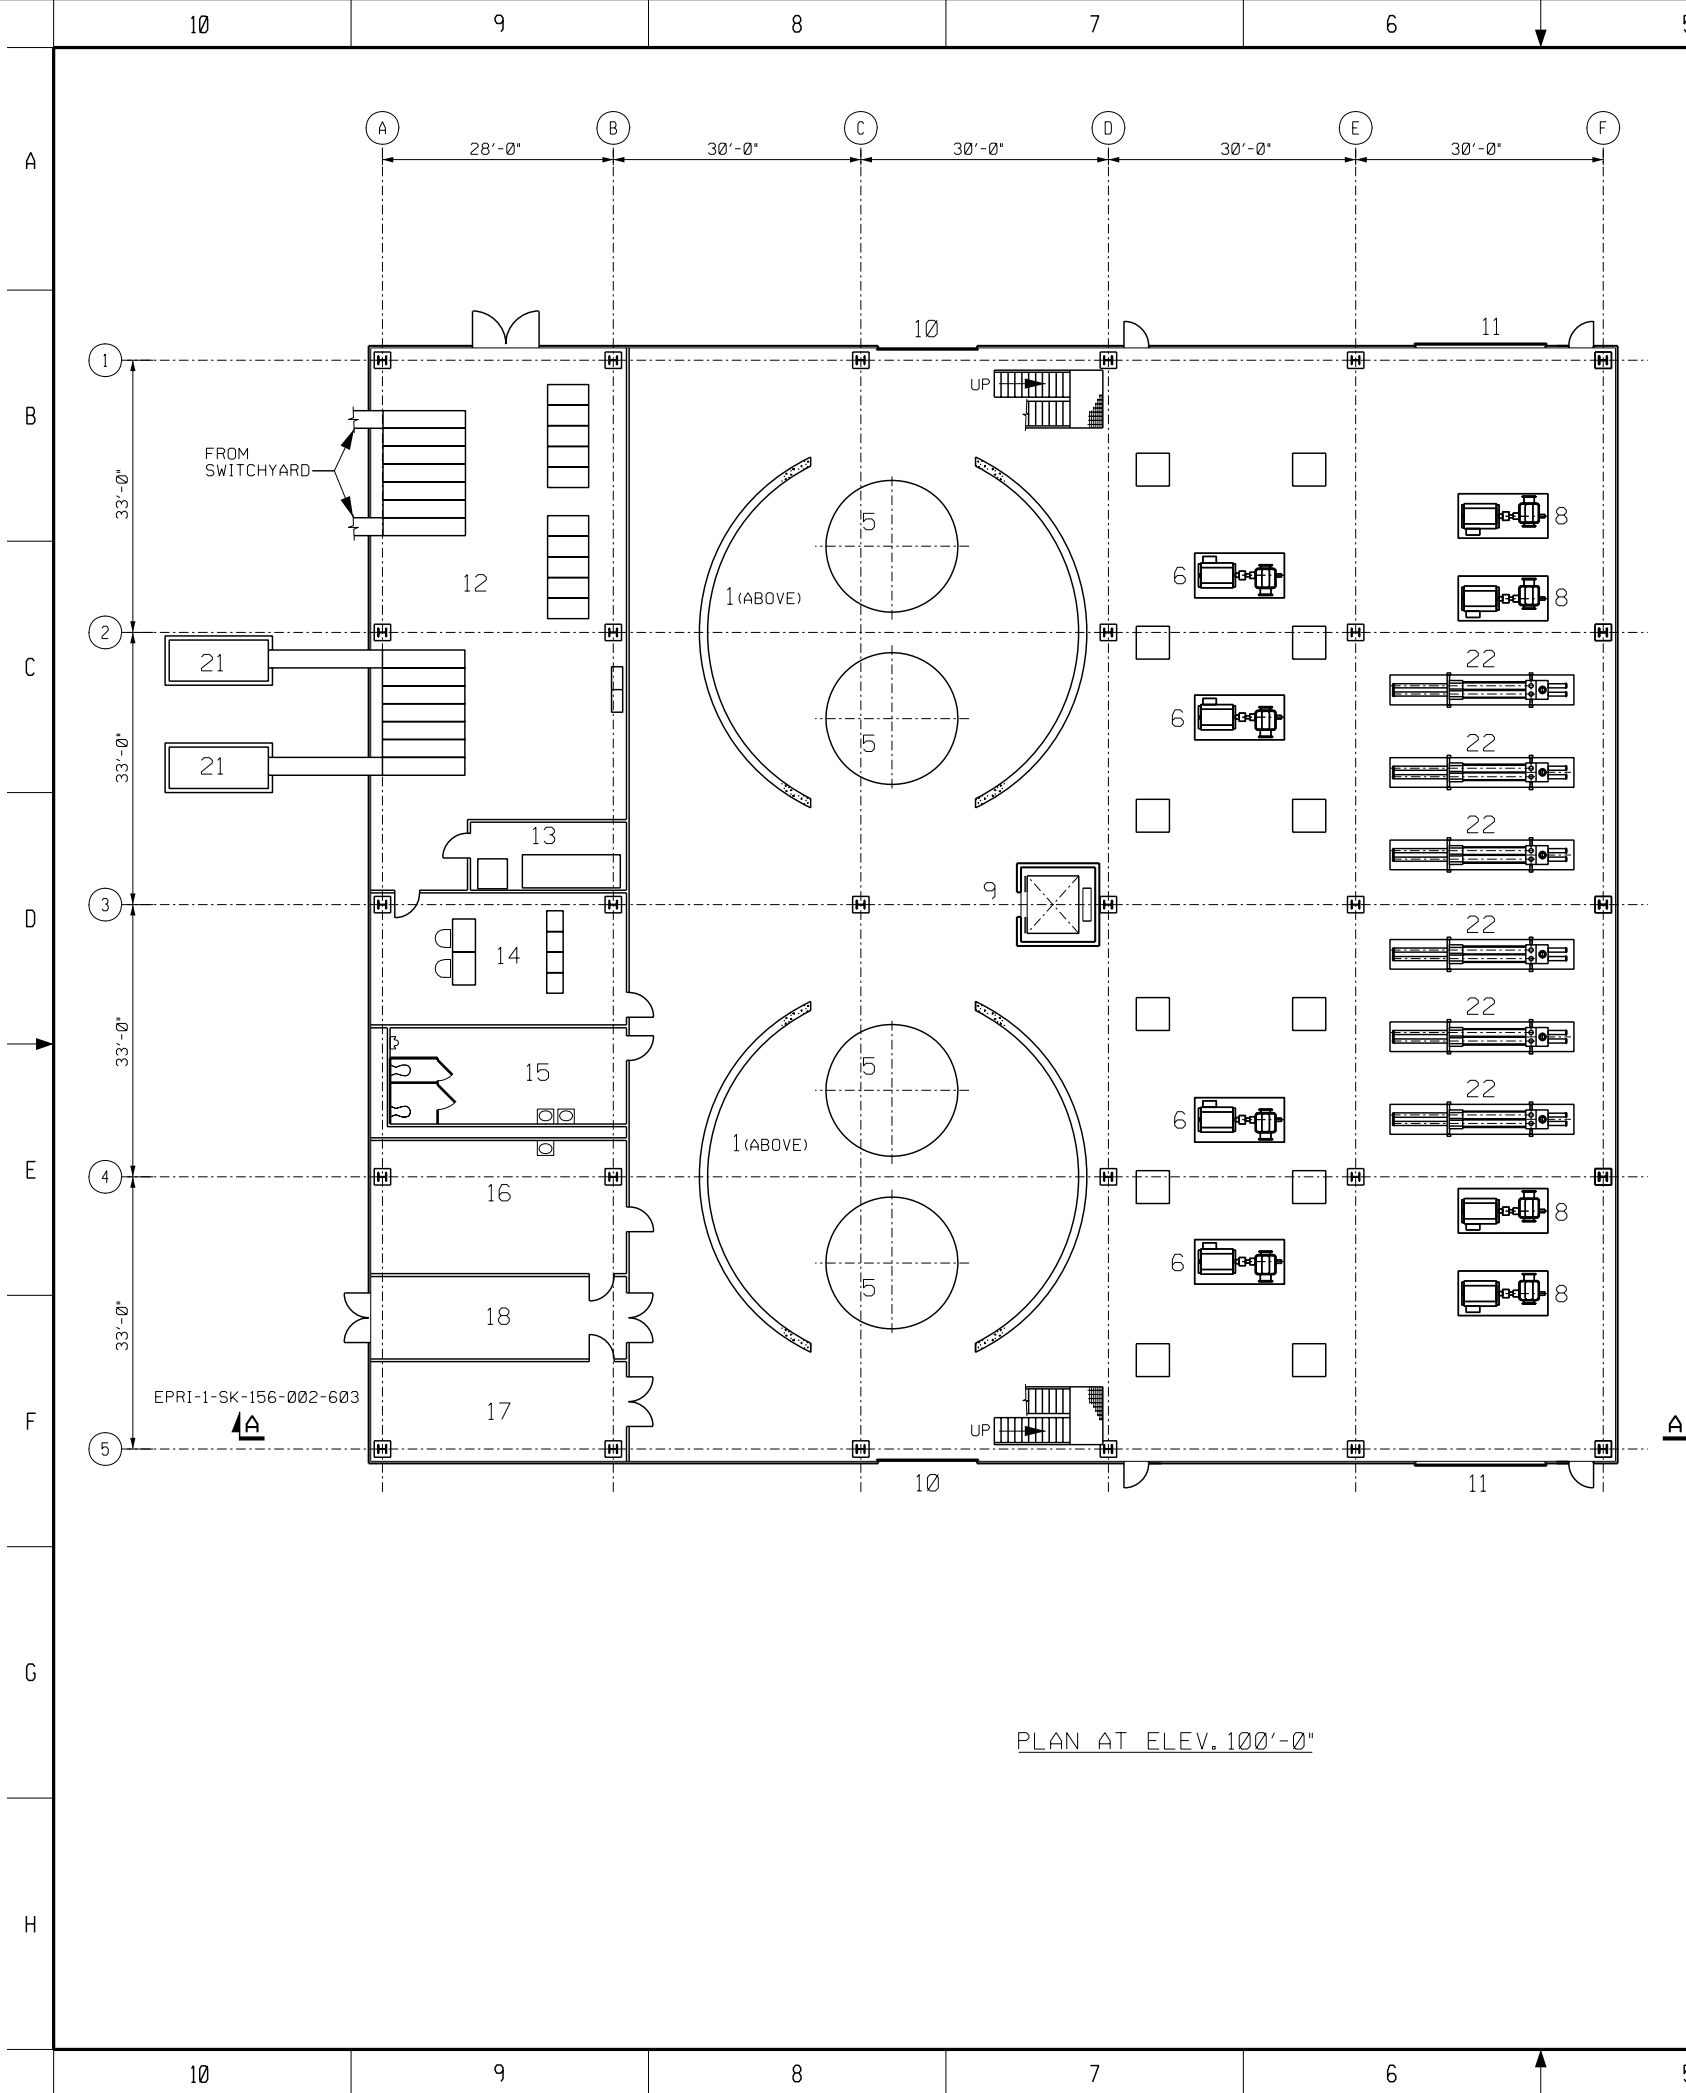 10 9 8 7 6
A
B
C
D
E
F
G
H
A B C D E F
28'-0" 30'-0" 30'-0" 30'-0" 30'-0"
10 11
1
UP
33'-0"
FROM
SWITCHYARD
5 8
12 6
1(ABOVE) 8
2
21 22
6
33'-0" 5 22
21
13 22
3 9
14 22
33'-0" 22
15 5
22
6
1(ABOVE)
4
16 8
6
5 8
18
33'-0"
EPRI-1-SK-156-002-603
A A
17
UP
5
10 11
PLAN AT ELEV. 100'-0"
10 9 8 7 6